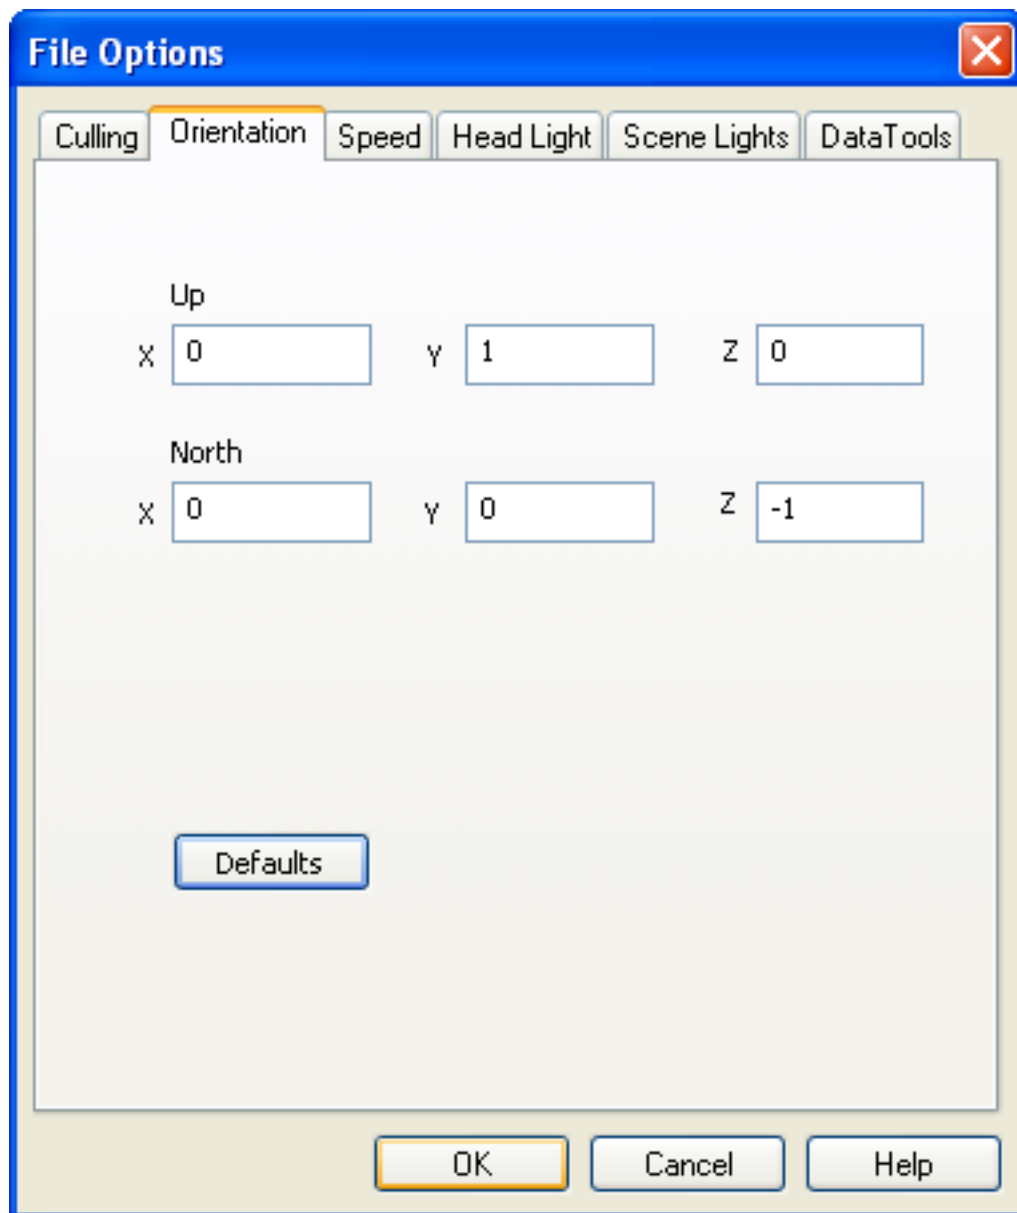 File Options
Culling Orientation Speed Head Light Scene Lights DataTools
Up
X 0 Y 1 Z 0
North
X 0 Y 0 Z -1
Defaults
OK Cancel Help